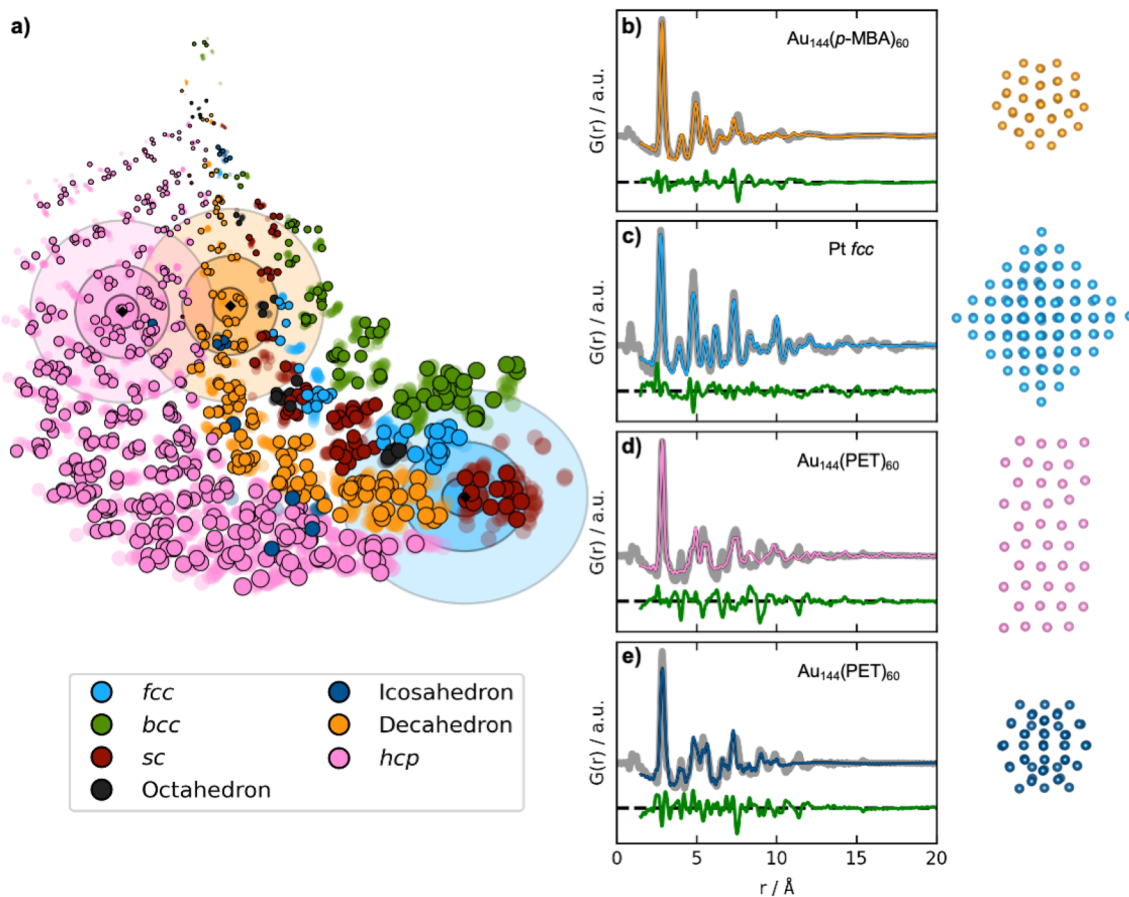 a)
fcc
bcc
sc
Octahedron
Icosahedron
Decahedron
hcp
b)
Au₁₄₄(p-MBA)₆₀
G(r) / a.u.
c)
Pt fcc
G(r) / a.u.
d)
Au₁₄₄(PET)₆₀
G(r) / a.u.
e)
Au₁₄₄(PET)₆₀
G(r) / a.u.
0 5 10 15 20
r / Å